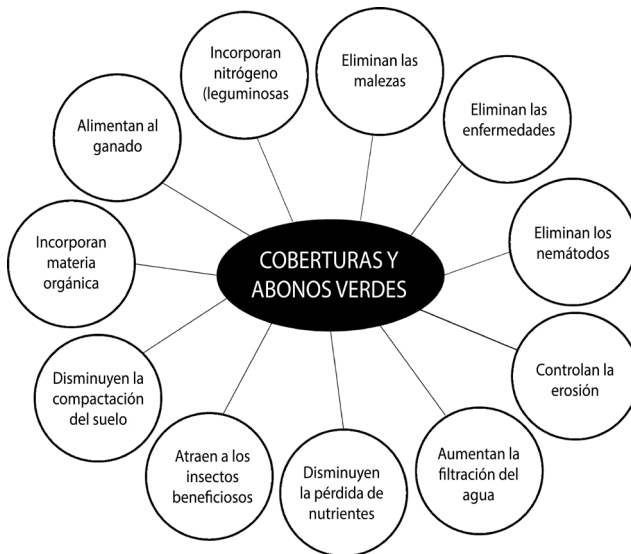 COBERTURAS Y
ABONOS VERDES
Incorporan
nitrógeno
(leguminosas
Eliminan las
malezas
Eliminan las
enfermedades
Eliminan los
nemátodos
Controlan la
erosión
Aumentan la
filtración del
agua
Disminuyen
la pérdida de
nutrientes
Atraen a los
insectos
beneficiosos
Disminuyen la
compactación
del suelo
Incorporan
materia
orgánica
Alimentan al
ganado